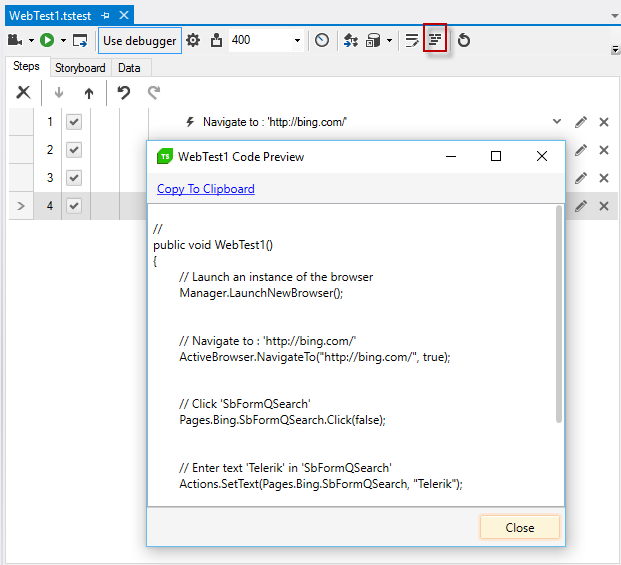 WebTest1.tstest
Use debugger
400
Steps Storyboard Data
1 Navigate to : 'http://bing.com/'
2
3
4
TS WebTest1 Code Preview
Copy To Clipboard
//
public void WebTest1()
{
// Launch an instance of the browser
Manager.LaunchNewBrowser();
// Navigate to : 'http://bing.com/'
ActiveBrowser.NavigateTo("http://bing.com/", true);
// Click 'SbFormQSearch'
Pages.Bing.SbFormQSearch.Click(false);
// Enter text 'Telerik' in 'SbFormQSearch'
Actions.SetText(Pages.Bing.SbFormQSearch, "Telerik");
Close